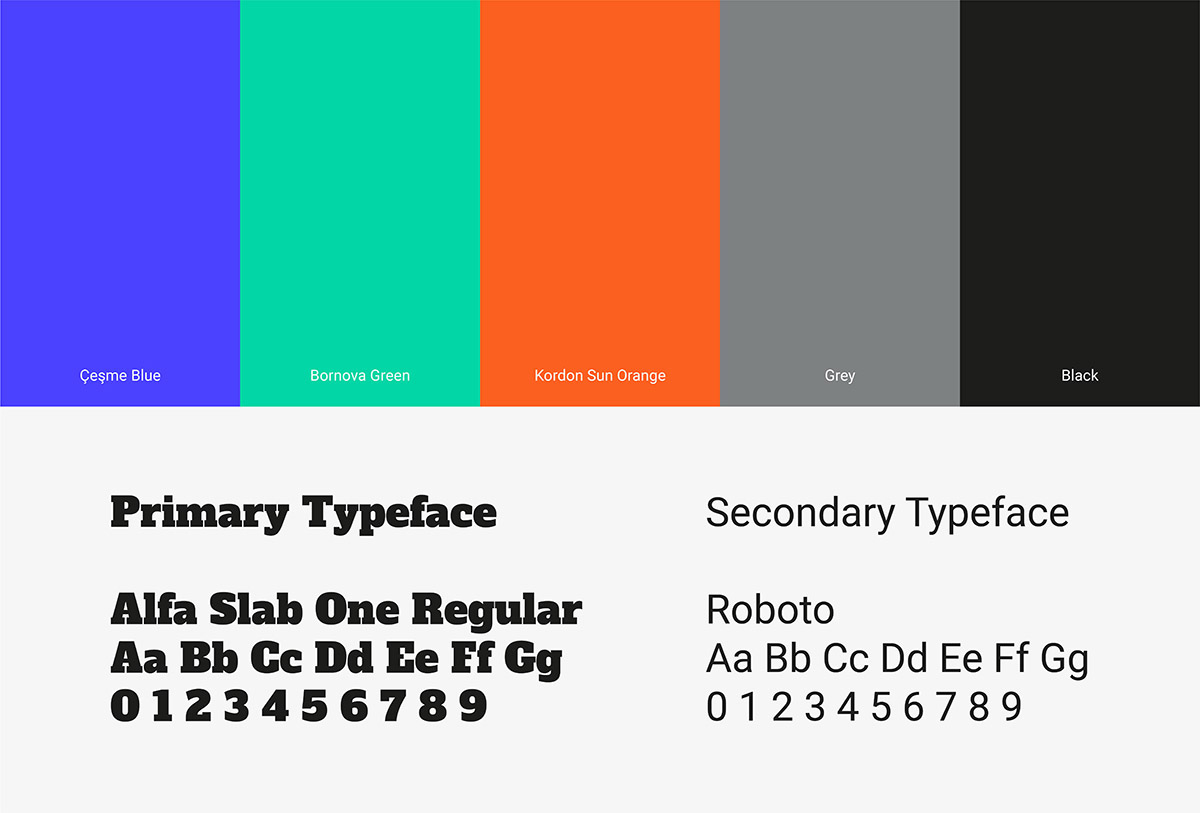 Çeşme Blue
Bornova Green
Kordon Sun Orange
Grey
Black
Primary Typeface
Alfa Slab One Regular
Aa Bb Cc Dd Ee Ff Gg
0 1 2 3 4 5 6 7 8 9
Secondary Typeface
Roboto
Aa Bb Cc Dd Ee Ff Gg
0 1 2 3 4 5 6 7 8 9